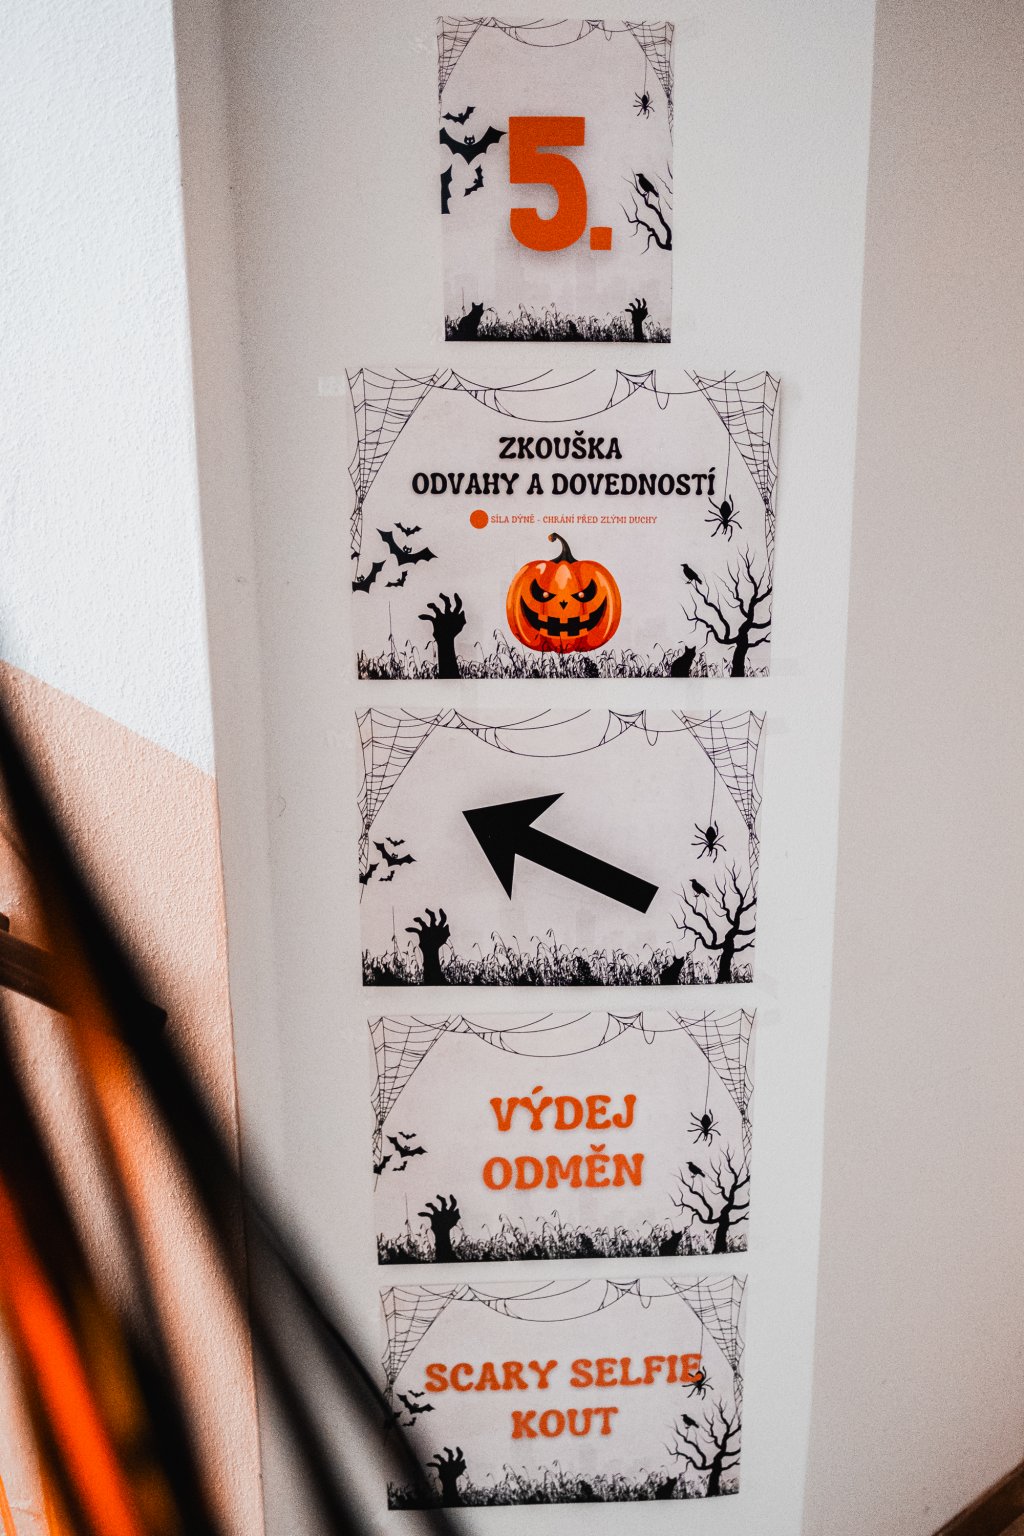 5.
ZKOUŠKA
ODVAHY A DOVEDNOSTÍ
SÍLA DÝNĚ - CHRÁNÍ PŘED ZLÝMI DUCHY
VÝDEJ
ODMĚN
SCARY SELFIE
KOUT